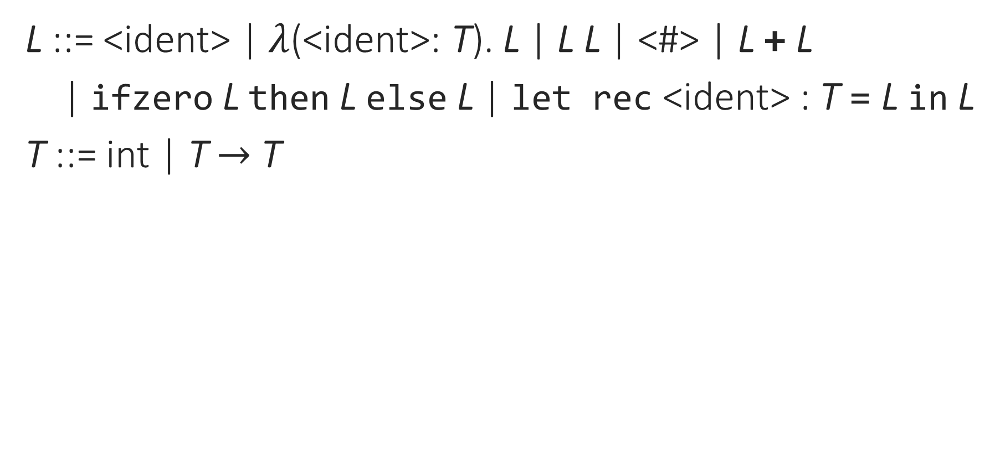 L ::= <ident> | λ(<ident>: T). L | L L | <#> | L + L
| ifzero L then L else L | let rec <ident> : T = L in L
T ::= int | T → T